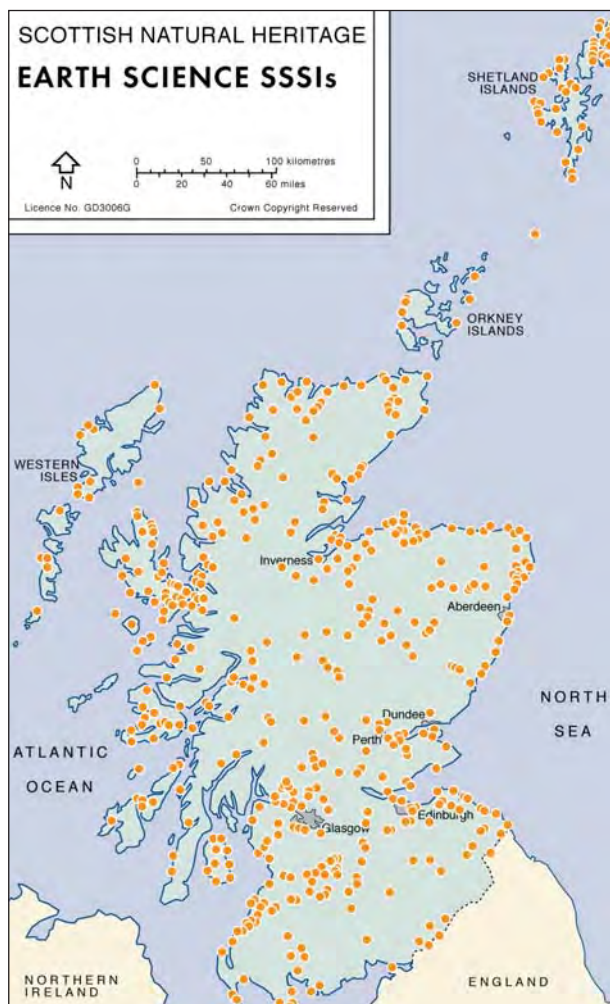 SCOTTISH NATURAL HERITAGE
EARTH SCIENCE SSSIs
0 50 100 kilometres
N
0 20 40 60 miles
Licence No. GD3006G Crown Copyright Reserved
SHETLAND
ISLANDS
ORKNEY
ISLANDS
WESTERN
ISLES
Inverness
Aberdeen
NORTH
SEA
Dundee
Perth
ATLANTIC
OCEAN
Edinburgh
Glasgow
NORTHERN
IRELAND
ENGLAND